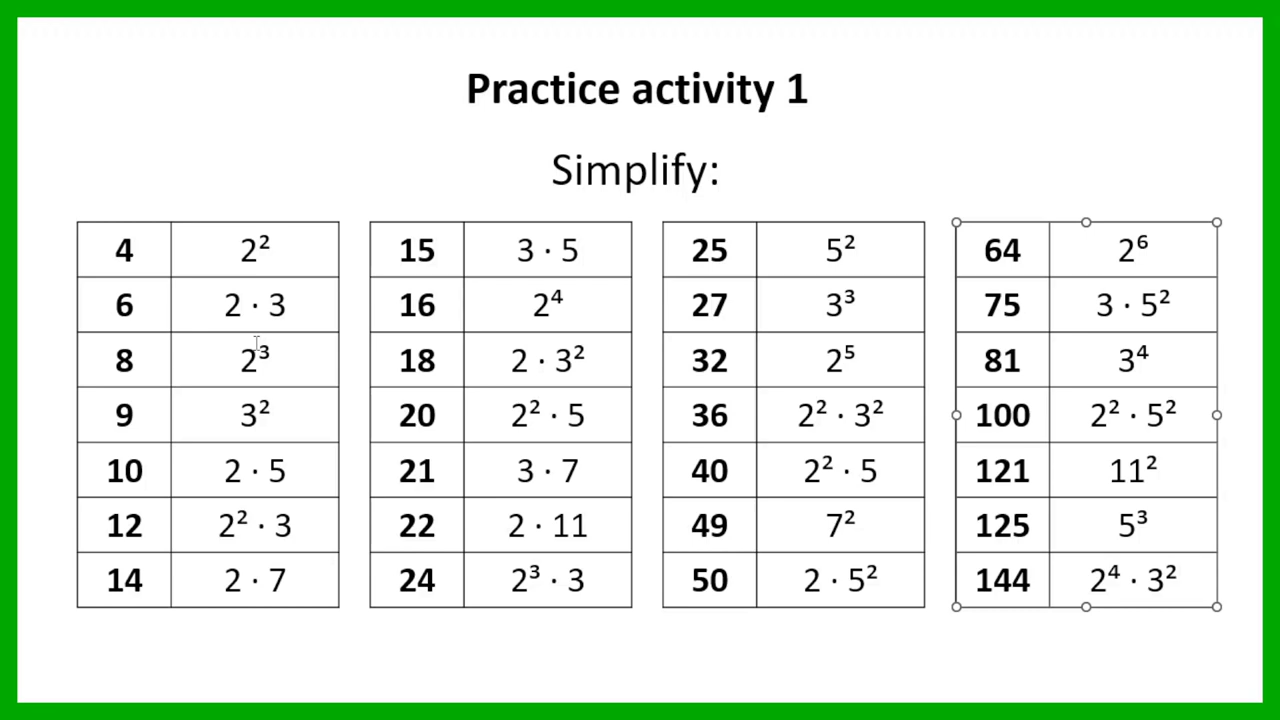 Practice activity 1
Simplify:
4 2²
6 2 · 3
8 2³
9 3²
10 2 · 5
12 2² · 3
14 2 · 7
15 3 · 5
16 2⁴
18 2 · 3²
20 2² · 5
21 3 · 7
22 2 · 11
24 2³ · 3
25 5²
27 3³
32 2⁵
36 2² · 3²
40 2² · 5
49 7²
50 2 · 5²
64 2⁶
75 3 · 5²
81 3⁴
100 2² · 5²
121 11²
125 5³
144 2⁴ · 3²